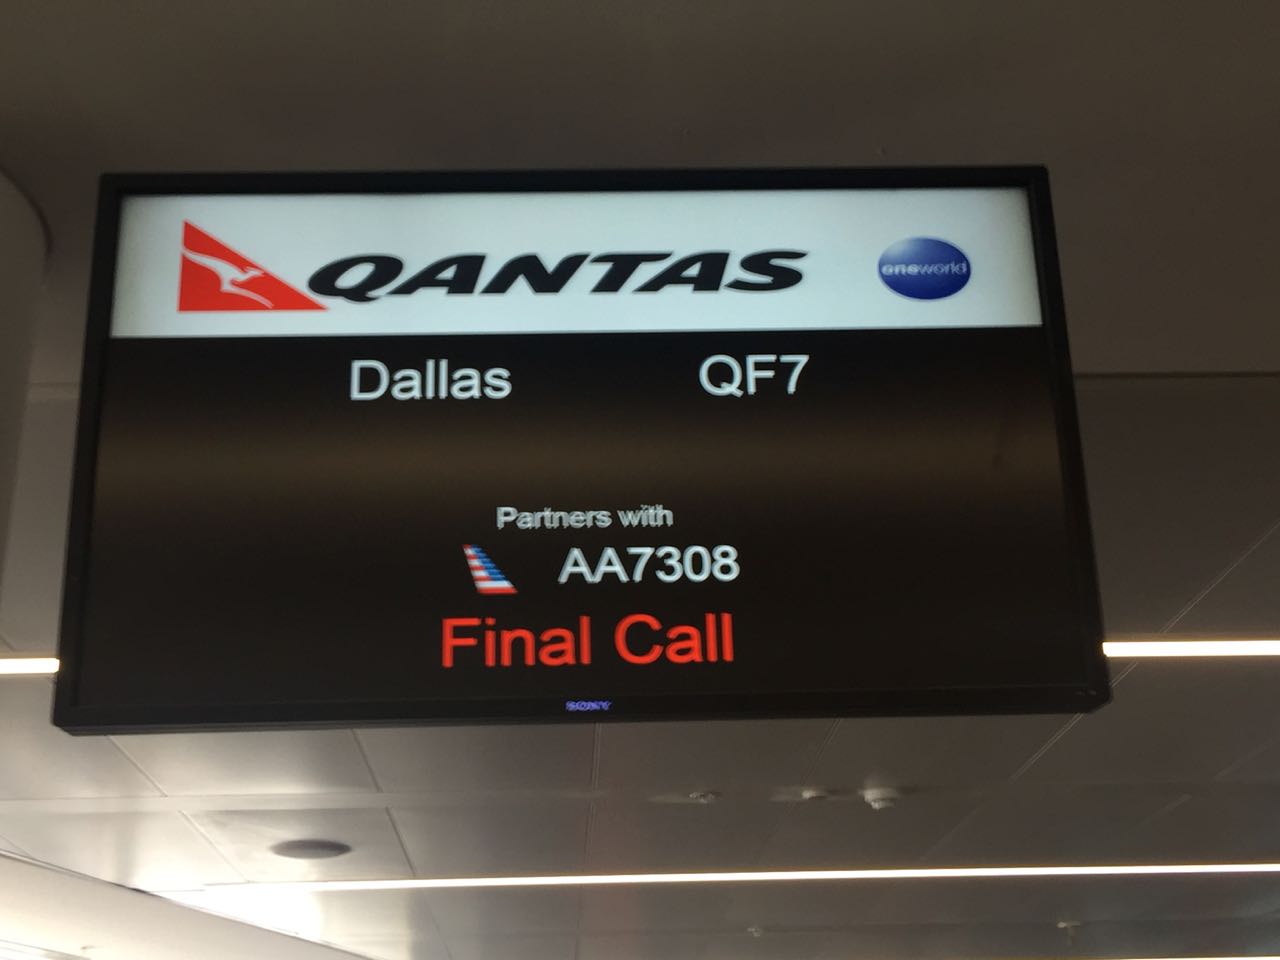 QANTAS oneworld
Dallas QF7
Partners with
AA7308
Final Call
SONY